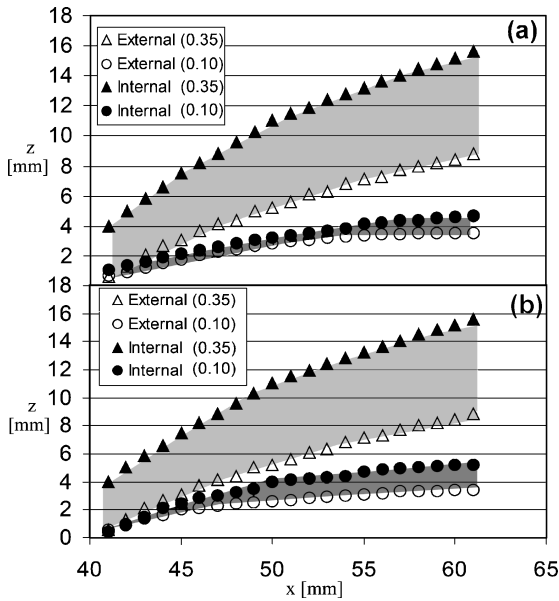 18
(a)
External (0.35)
External (0.10)
Internal (0.35)
Internal (0.10)
16
14
12
10
z
[mm]
8
6
4
2
18
(b)
External (0.35)
External (0.10)
Internal (0.35)
Internal (0.10)
16
14
12
10
z
[mm]
8
6
4
2
0
40 45 50 55 60 65
x [mm]